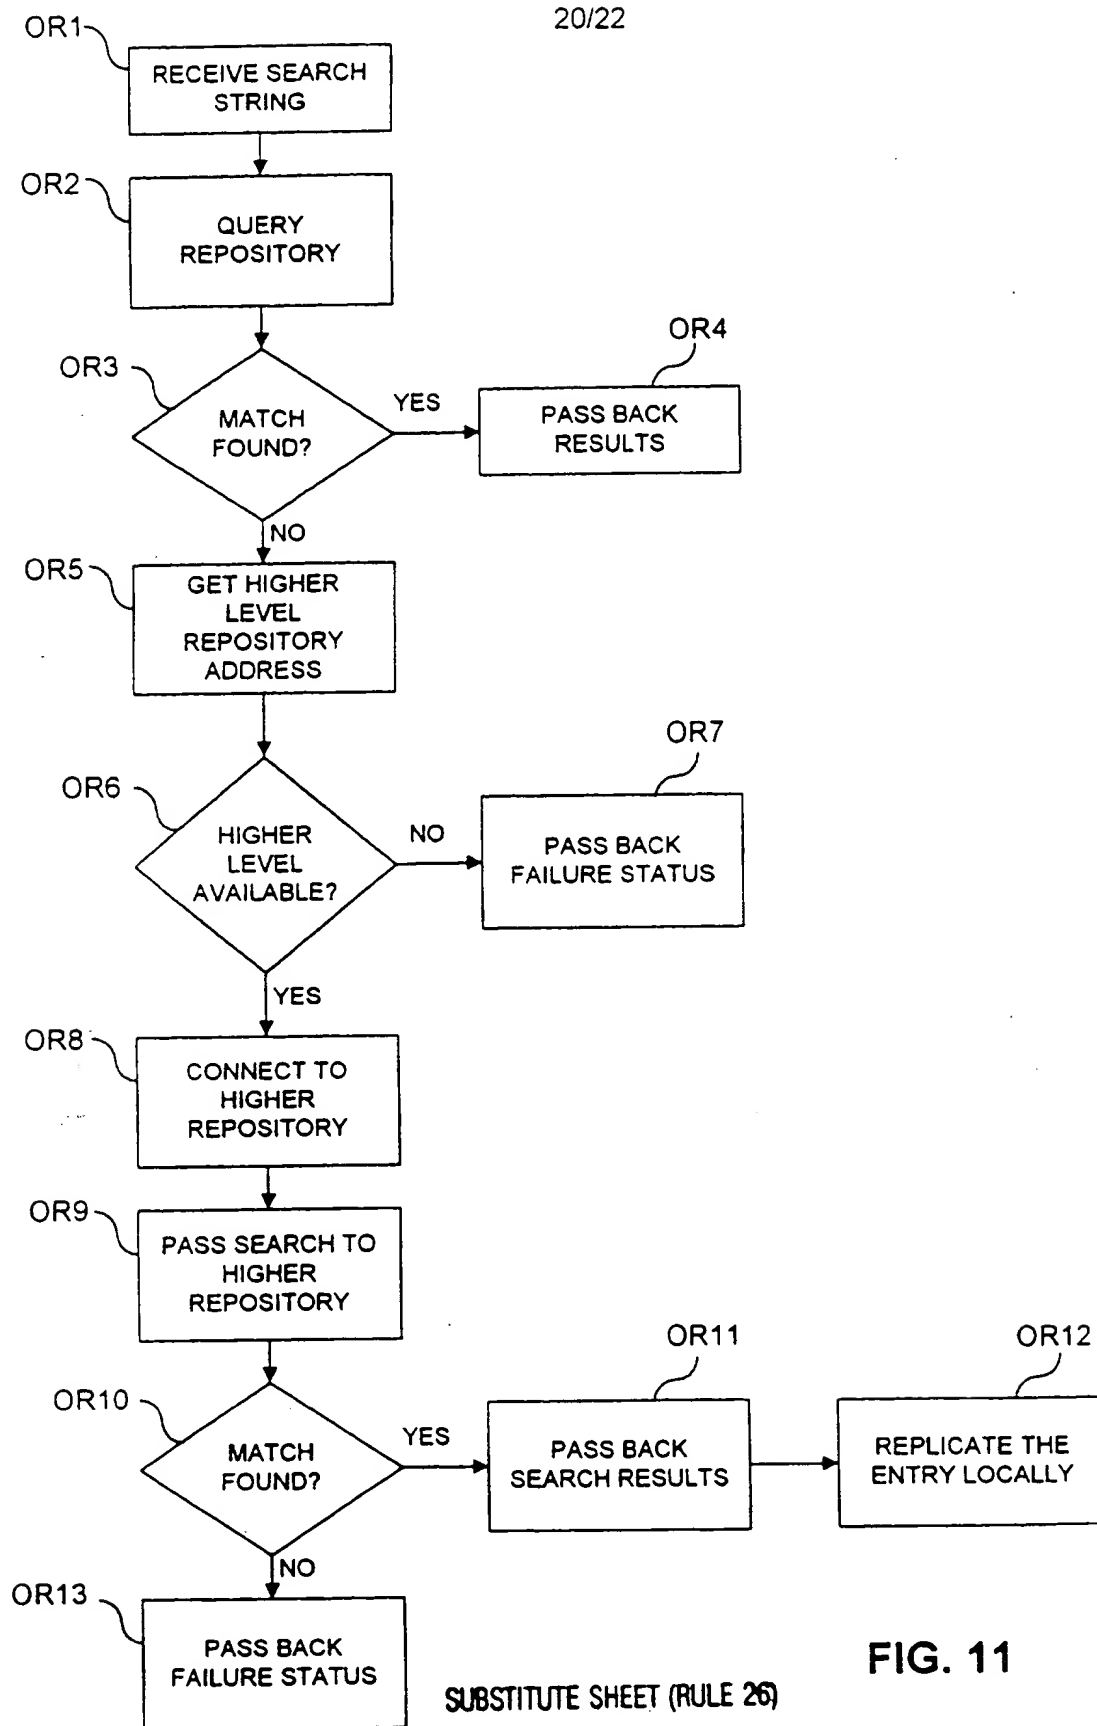 20/22
OR1
RECEIVE SEARCH
STRING
OR2
QUERY
REPOSITORY
OR3
MATCH
FOUND?
YES
OR4
PASS BACK
RESULTS
NO
OR5
GET HIGHER
LEVEL
REPOSITORY
ADDRESS
OR6
HIGHER
LEVEL
AVAILABLE?
NO
OR7
PASS BACK
FAILURE STATUS
YES
OR8
CONNECT TO
HIGHER
REPOSITORY
OR9
PASS SEARCH TO
HIGHER
REPOSITORY
OR10
MATCH
FOUND?
YES
OR11
PASS BACK
SEARCH RESULTS
OR12
REPLICATE THE
ENTRY LOCALLY
NO
OR13
PASS BACK
FAILURE STATUS
FIG. 11
SUBSTITUTE SHEET (RULE 26)